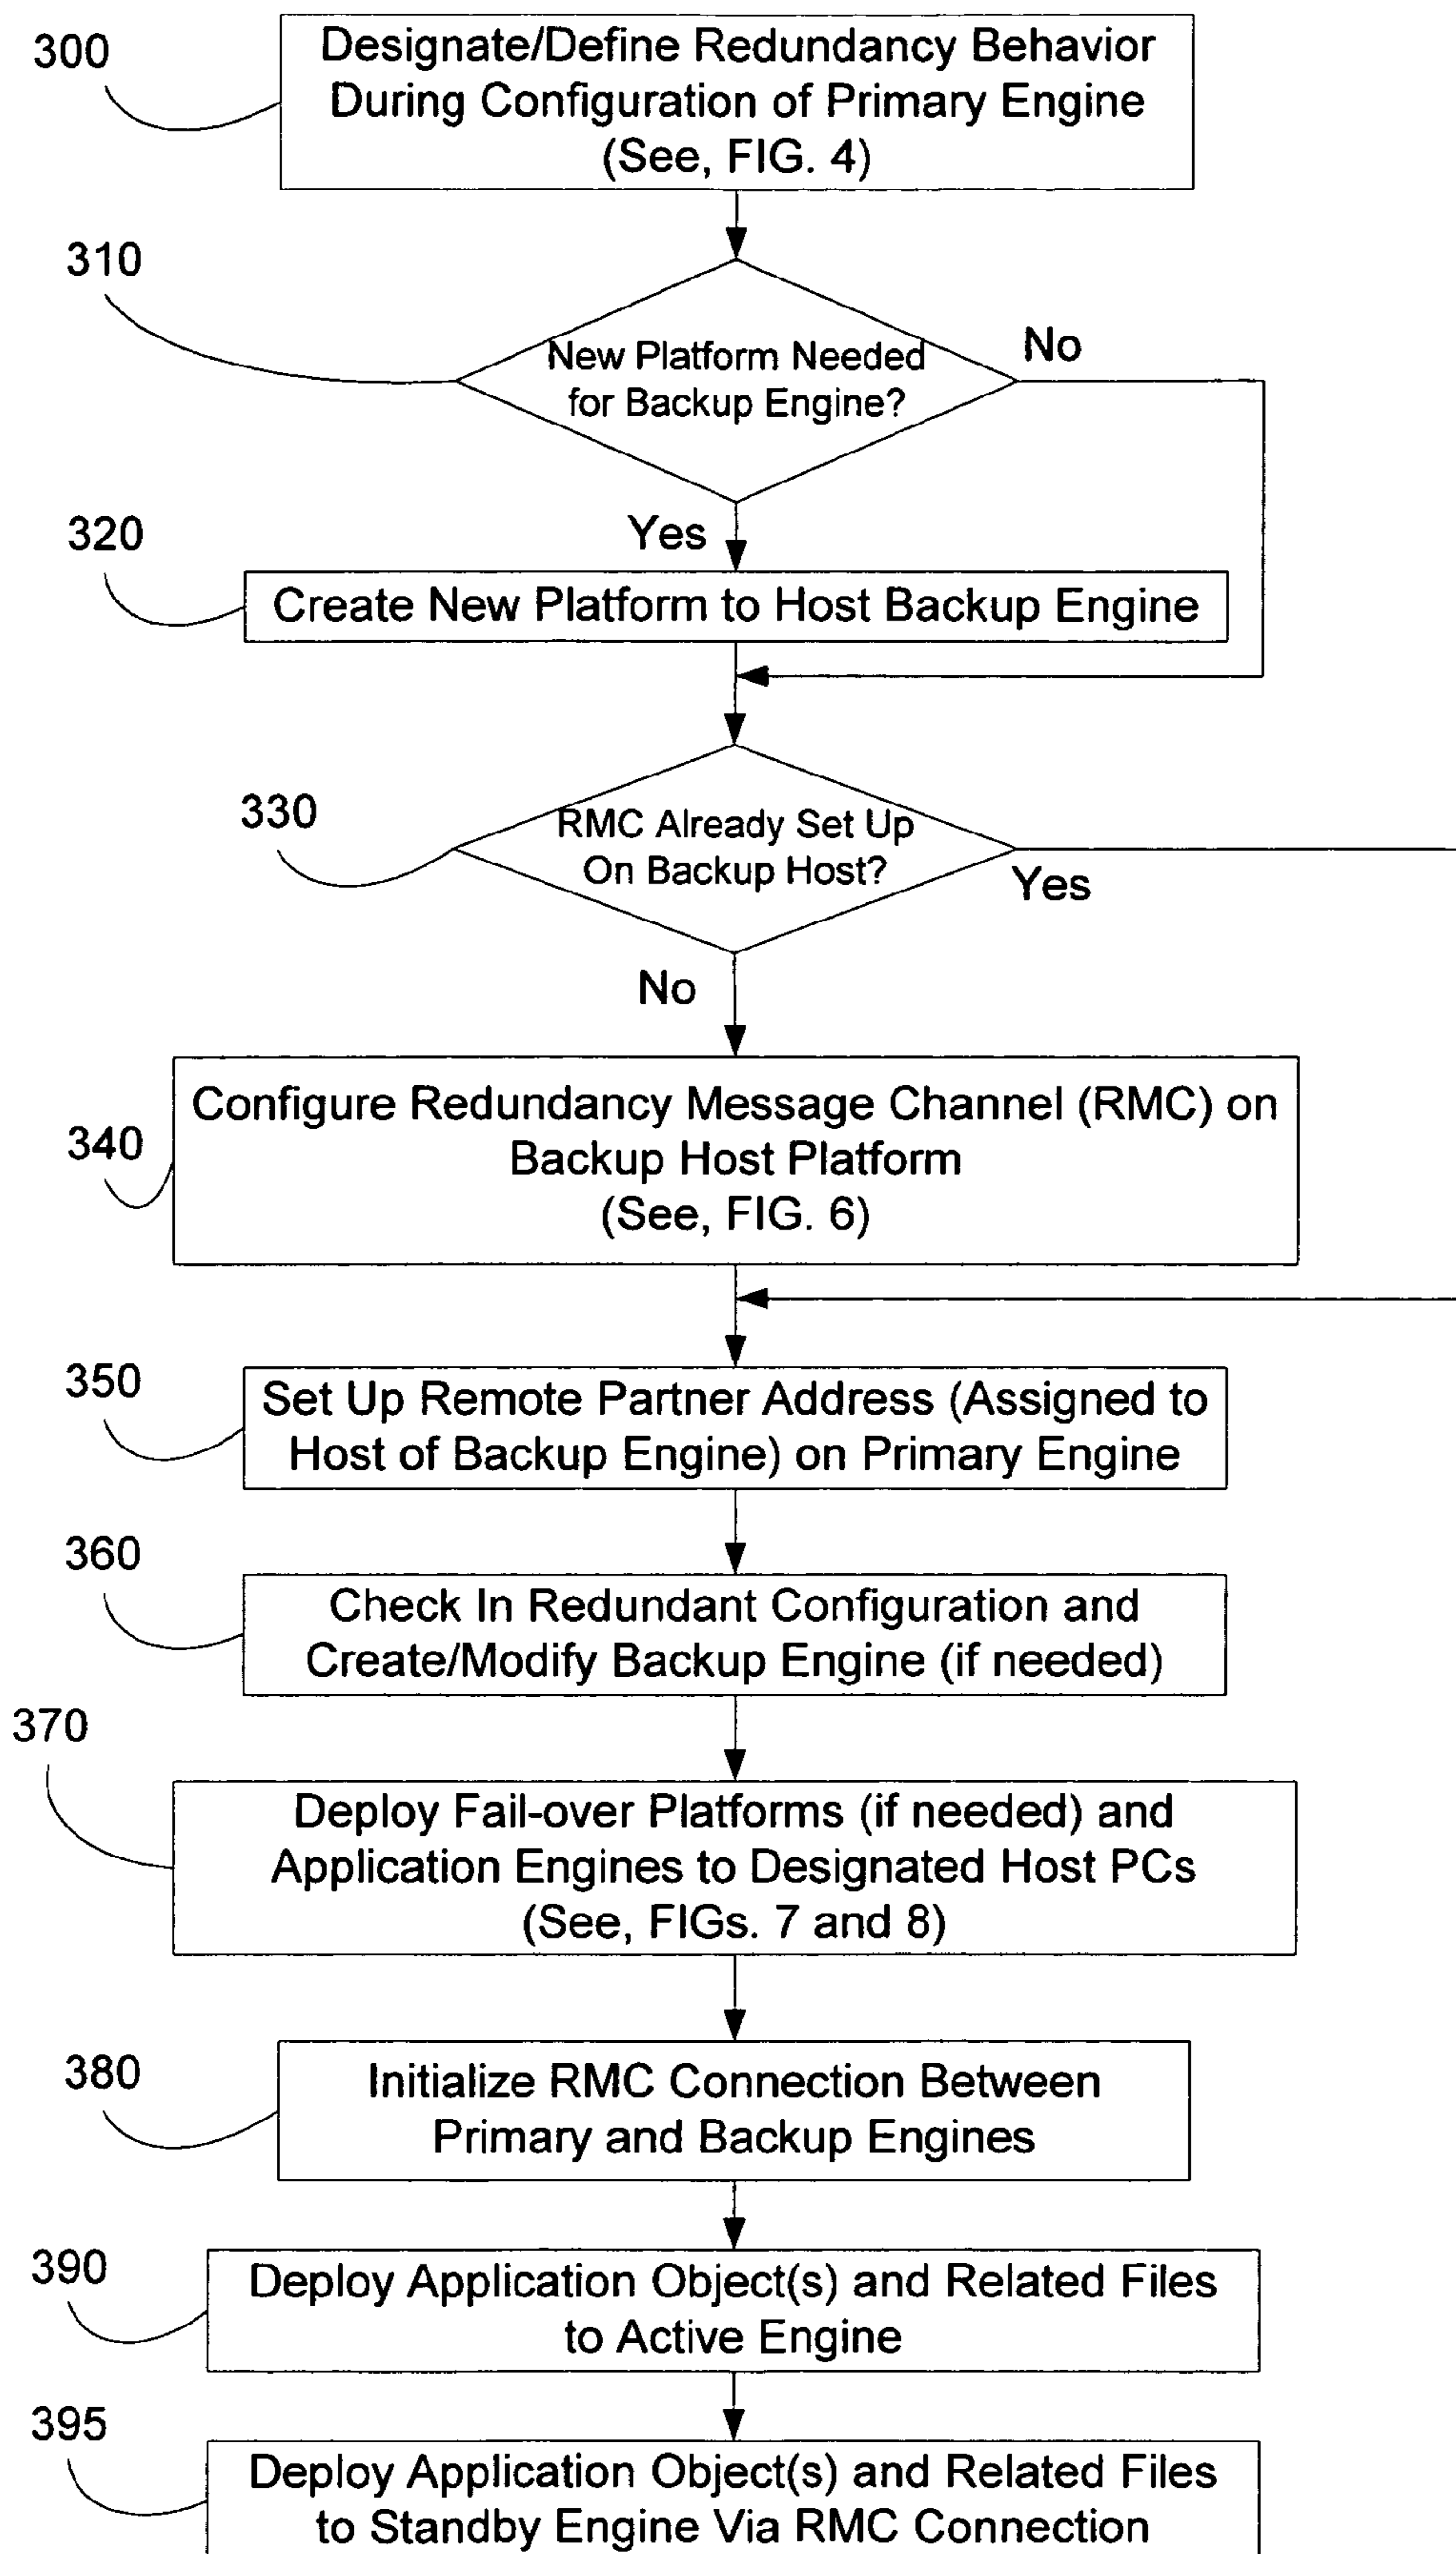 300
Designate/Define Redundancy Behavior
During Configuration of Primary Engine
(See, FIG. 4)
310
New Platform Needed
for Backup Engine?
No
Yes
320
Create New Platform to Host Backup Engine
330
RMC Already Set Up
On Backup Host?
Yes
No
340
Configure Redundancy Message Channel (RMC) on
Backup Host Platform
(See, FIG. 6)
350
Set Up Remote Partner Address (Assigned to
Host of Backup Engine) on Primary Engine
360
Check In Redundant Configuration and
Create/Modify Backup Engine (if needed)
370
Deploy Fail-over Platforms (if needed) and
Application Engines to Designated Host PCs
(See, FIGs. 7 and 8)
380
Initialize RMC Connection Between
Primary and Backup Engines
390
Deploy Application Object(s) and Related Files
to Active Engine
395
Deploy Application Object(s) and Related Files
to Standby Engine Via RMC Connection